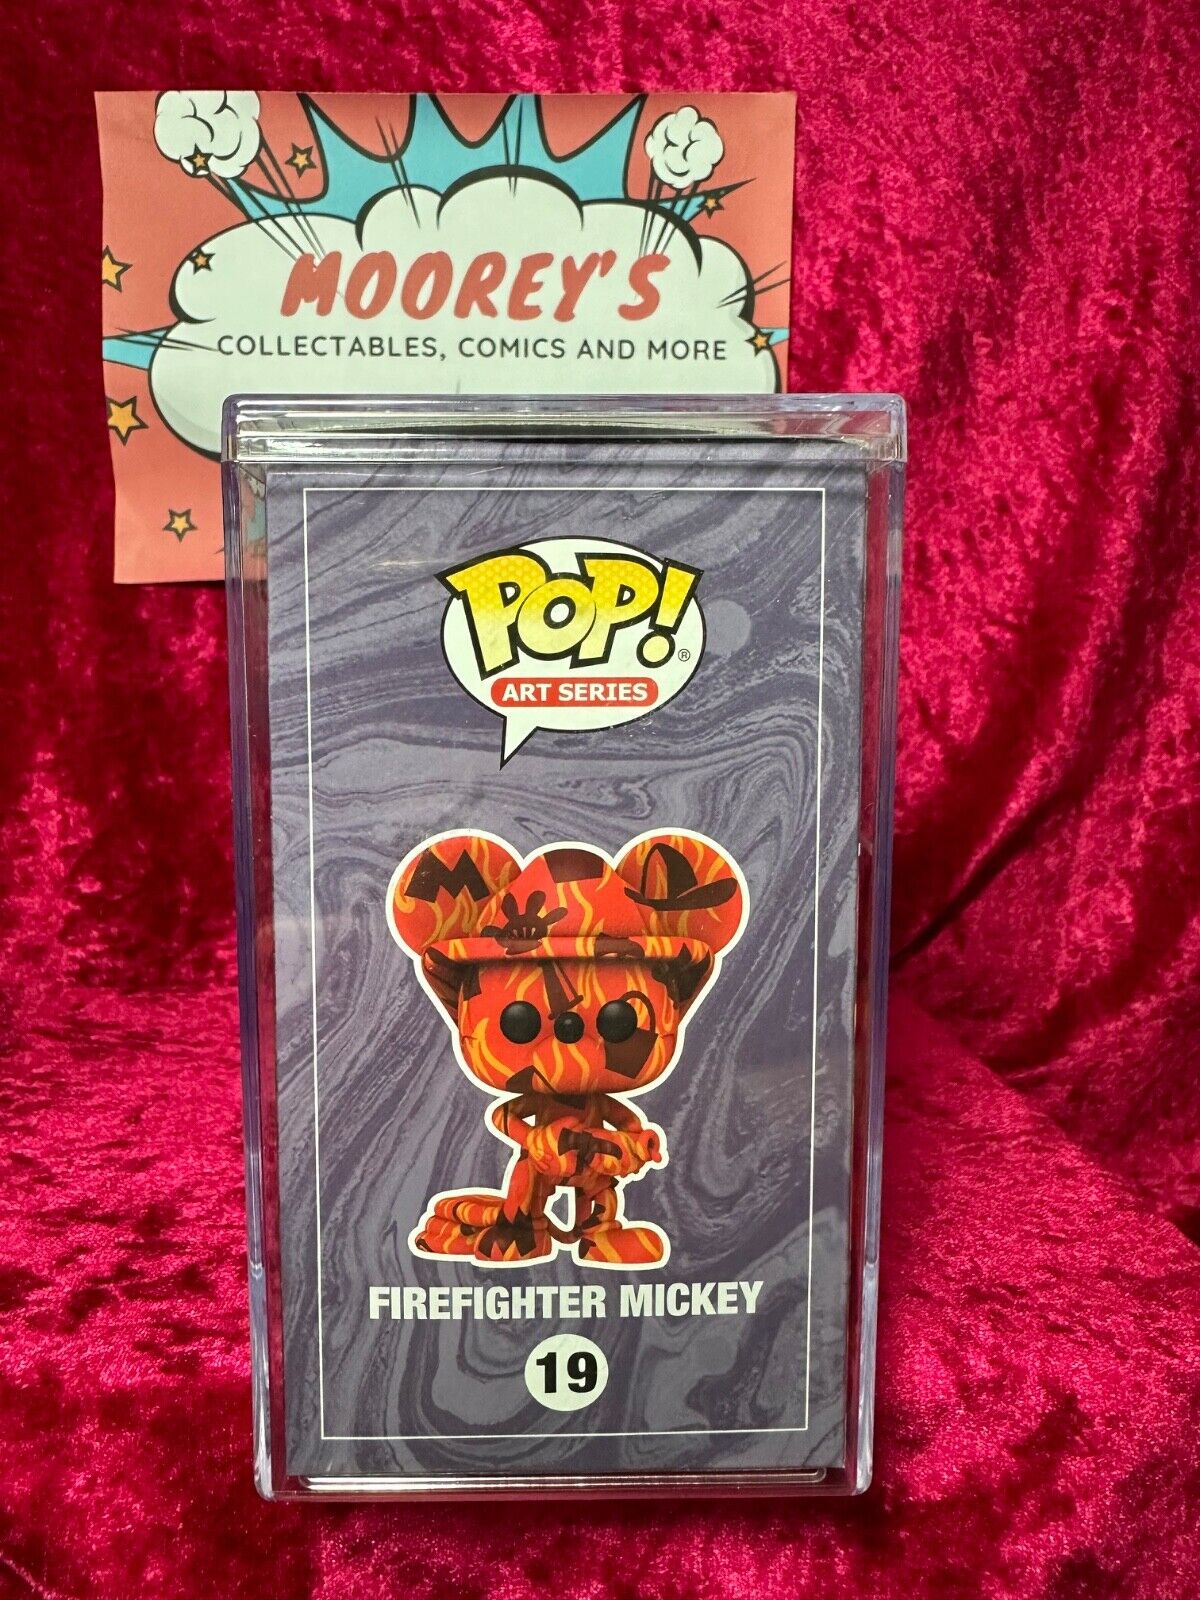 MOOREY'S
COLLECTABLES, COMICS AND MORE
POP!®
ART SERIES
M
FIREFIGHTER MICKEY
19